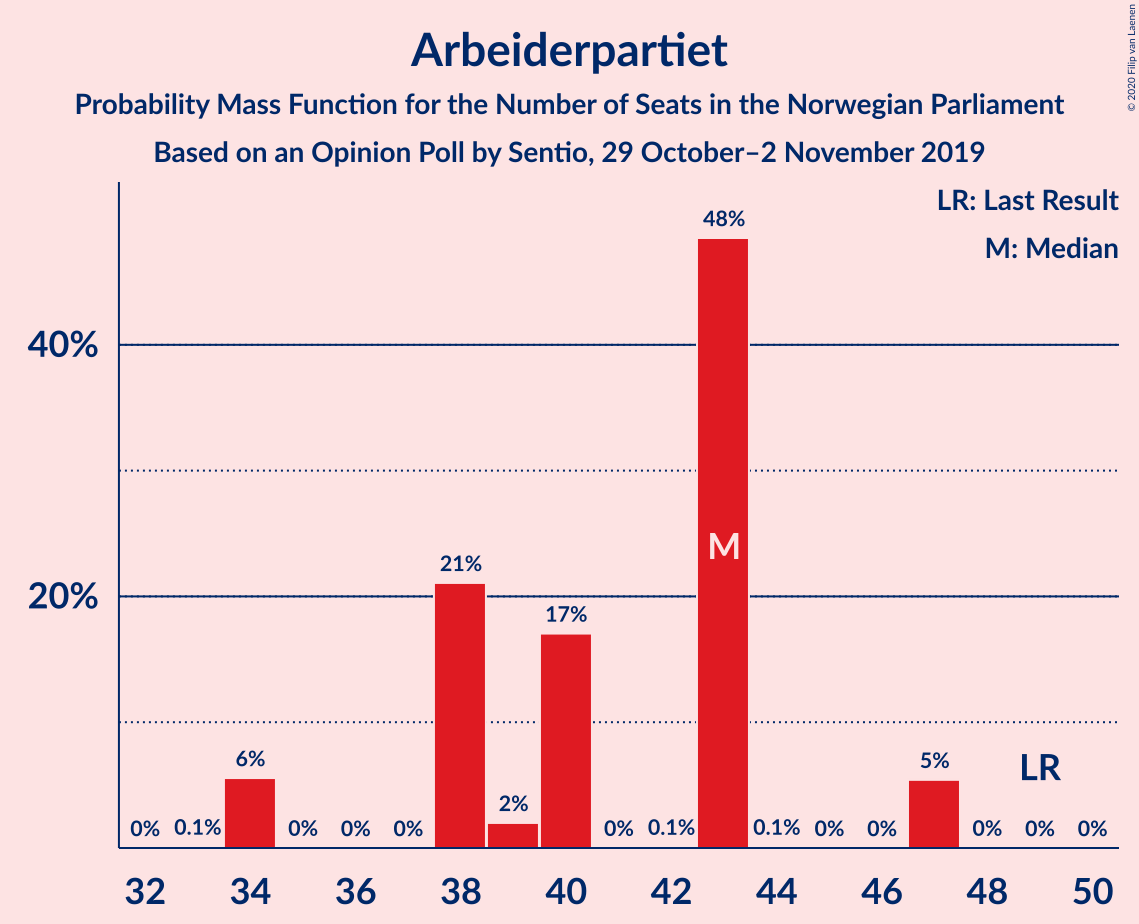 Arbeiderpartiet
Probability Mass Function for the Number of Seats in the Norwegian Parliament
Based on an Opinion Poll by Sentio, 29 October–2 November 2019
© 2020 Filip van Laenen
LR: Last Result
M: Median
48%
40%
M
21%
20%
17%
6%
5%
LR
2%
0% 0.1% 0% 0% 0% 0% 0.1% 0.1% 0% 0% 0% 0% 0%
32 34 36 38 40 42 44 46 48 50